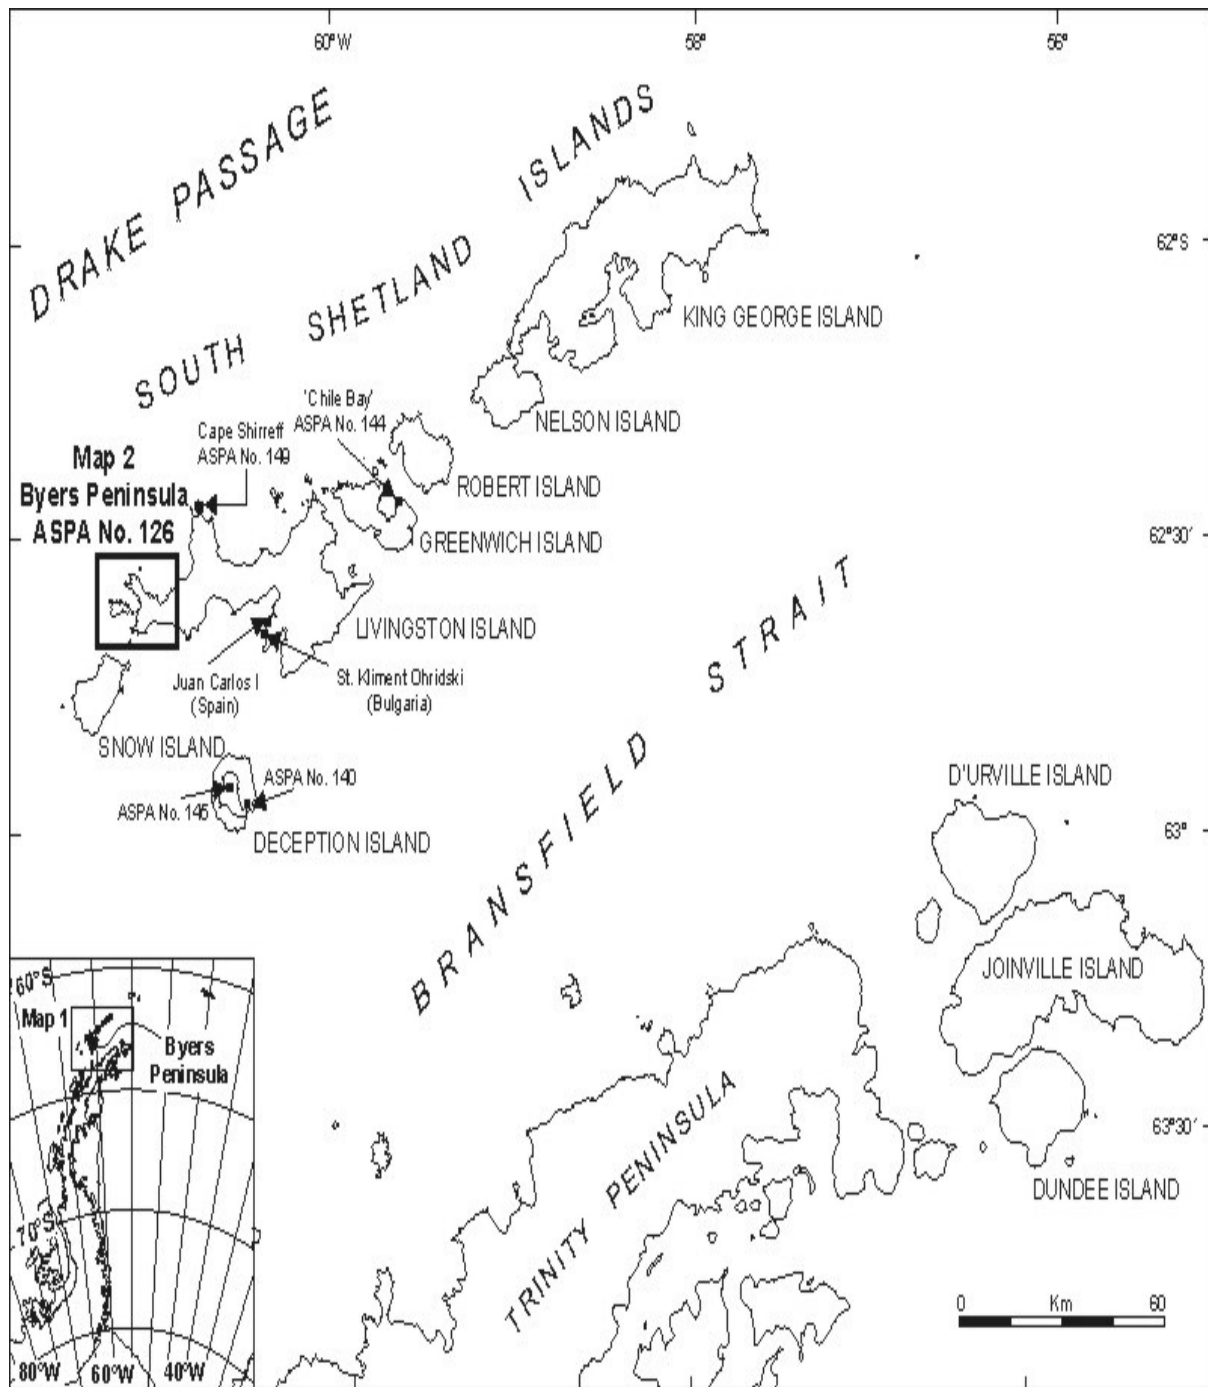 60°W
58°
56°
DRAKE PASSAGE
SOUTH SHETLAND ISLANDS
62°S
KING GEORGE ISLAND
NELSON ISLAND
'Chile Bay'
ASPA No. 144
Cape Shirreff
ASPA No. 149
ROBERT ISLAND
Map 2
Byers Peninsula
ASPA No. 126
GREENWICH ISLAND
62°30´
LIVINGSTON ISLAND
Juan Carlos I
(Spain)
St. Kliment Ohridski
(Bulgaria)
SNOW ISLAND
ASPA No. 140
ASPA No. 145
DECEPTION ISLAND
BRANSFIELD STRAIT
D'URVILLE ISLAND
63°
JOINVILLE ISLAND
63°30´
DUNDEE ISLAND
TRINITY PENINSULA
0 Km 60
60°S
Map 1
Byers
Peninsula
70°S
80°W 60°W 40°W